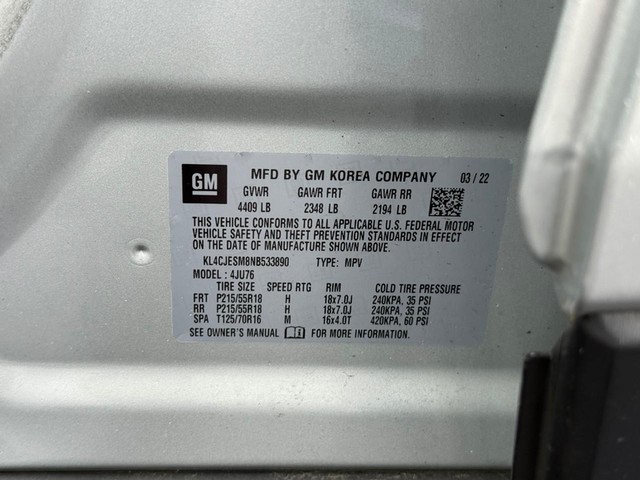 GM
MFD BY GM KOREA COMPANY 03 / 22
GVWR GAWR FRT GAWR RR
4409 LB 2348 LB 2194 LB
THIS VEHICLE CONFORMS TO ALL APPLICABLE U.S. FEDERAL MOTOR
VEHICLE SAFETY AND THEFT PREVENTION STANDARDS IN EFFECT
ON THE DATE OF MANUFACTURE SHOWN ABOVE.
KL4CJESM8NB533890 TYPE: MPV
MODEL : 4JU76
TIRE SIZE SPEED RTG RIM COLD TIRE PRESSURE
FRT P215/55R18 H 18x7.0J 240KPA, 35 PSI
RR P215/55R18 H 18x7.0J 240KPA, 35 PSI
SPA T125/70R16 M 16x4.0T 420KPA, 60 PSI
SEE OWNER'S MANUAL FOR MORE INFORMATION.